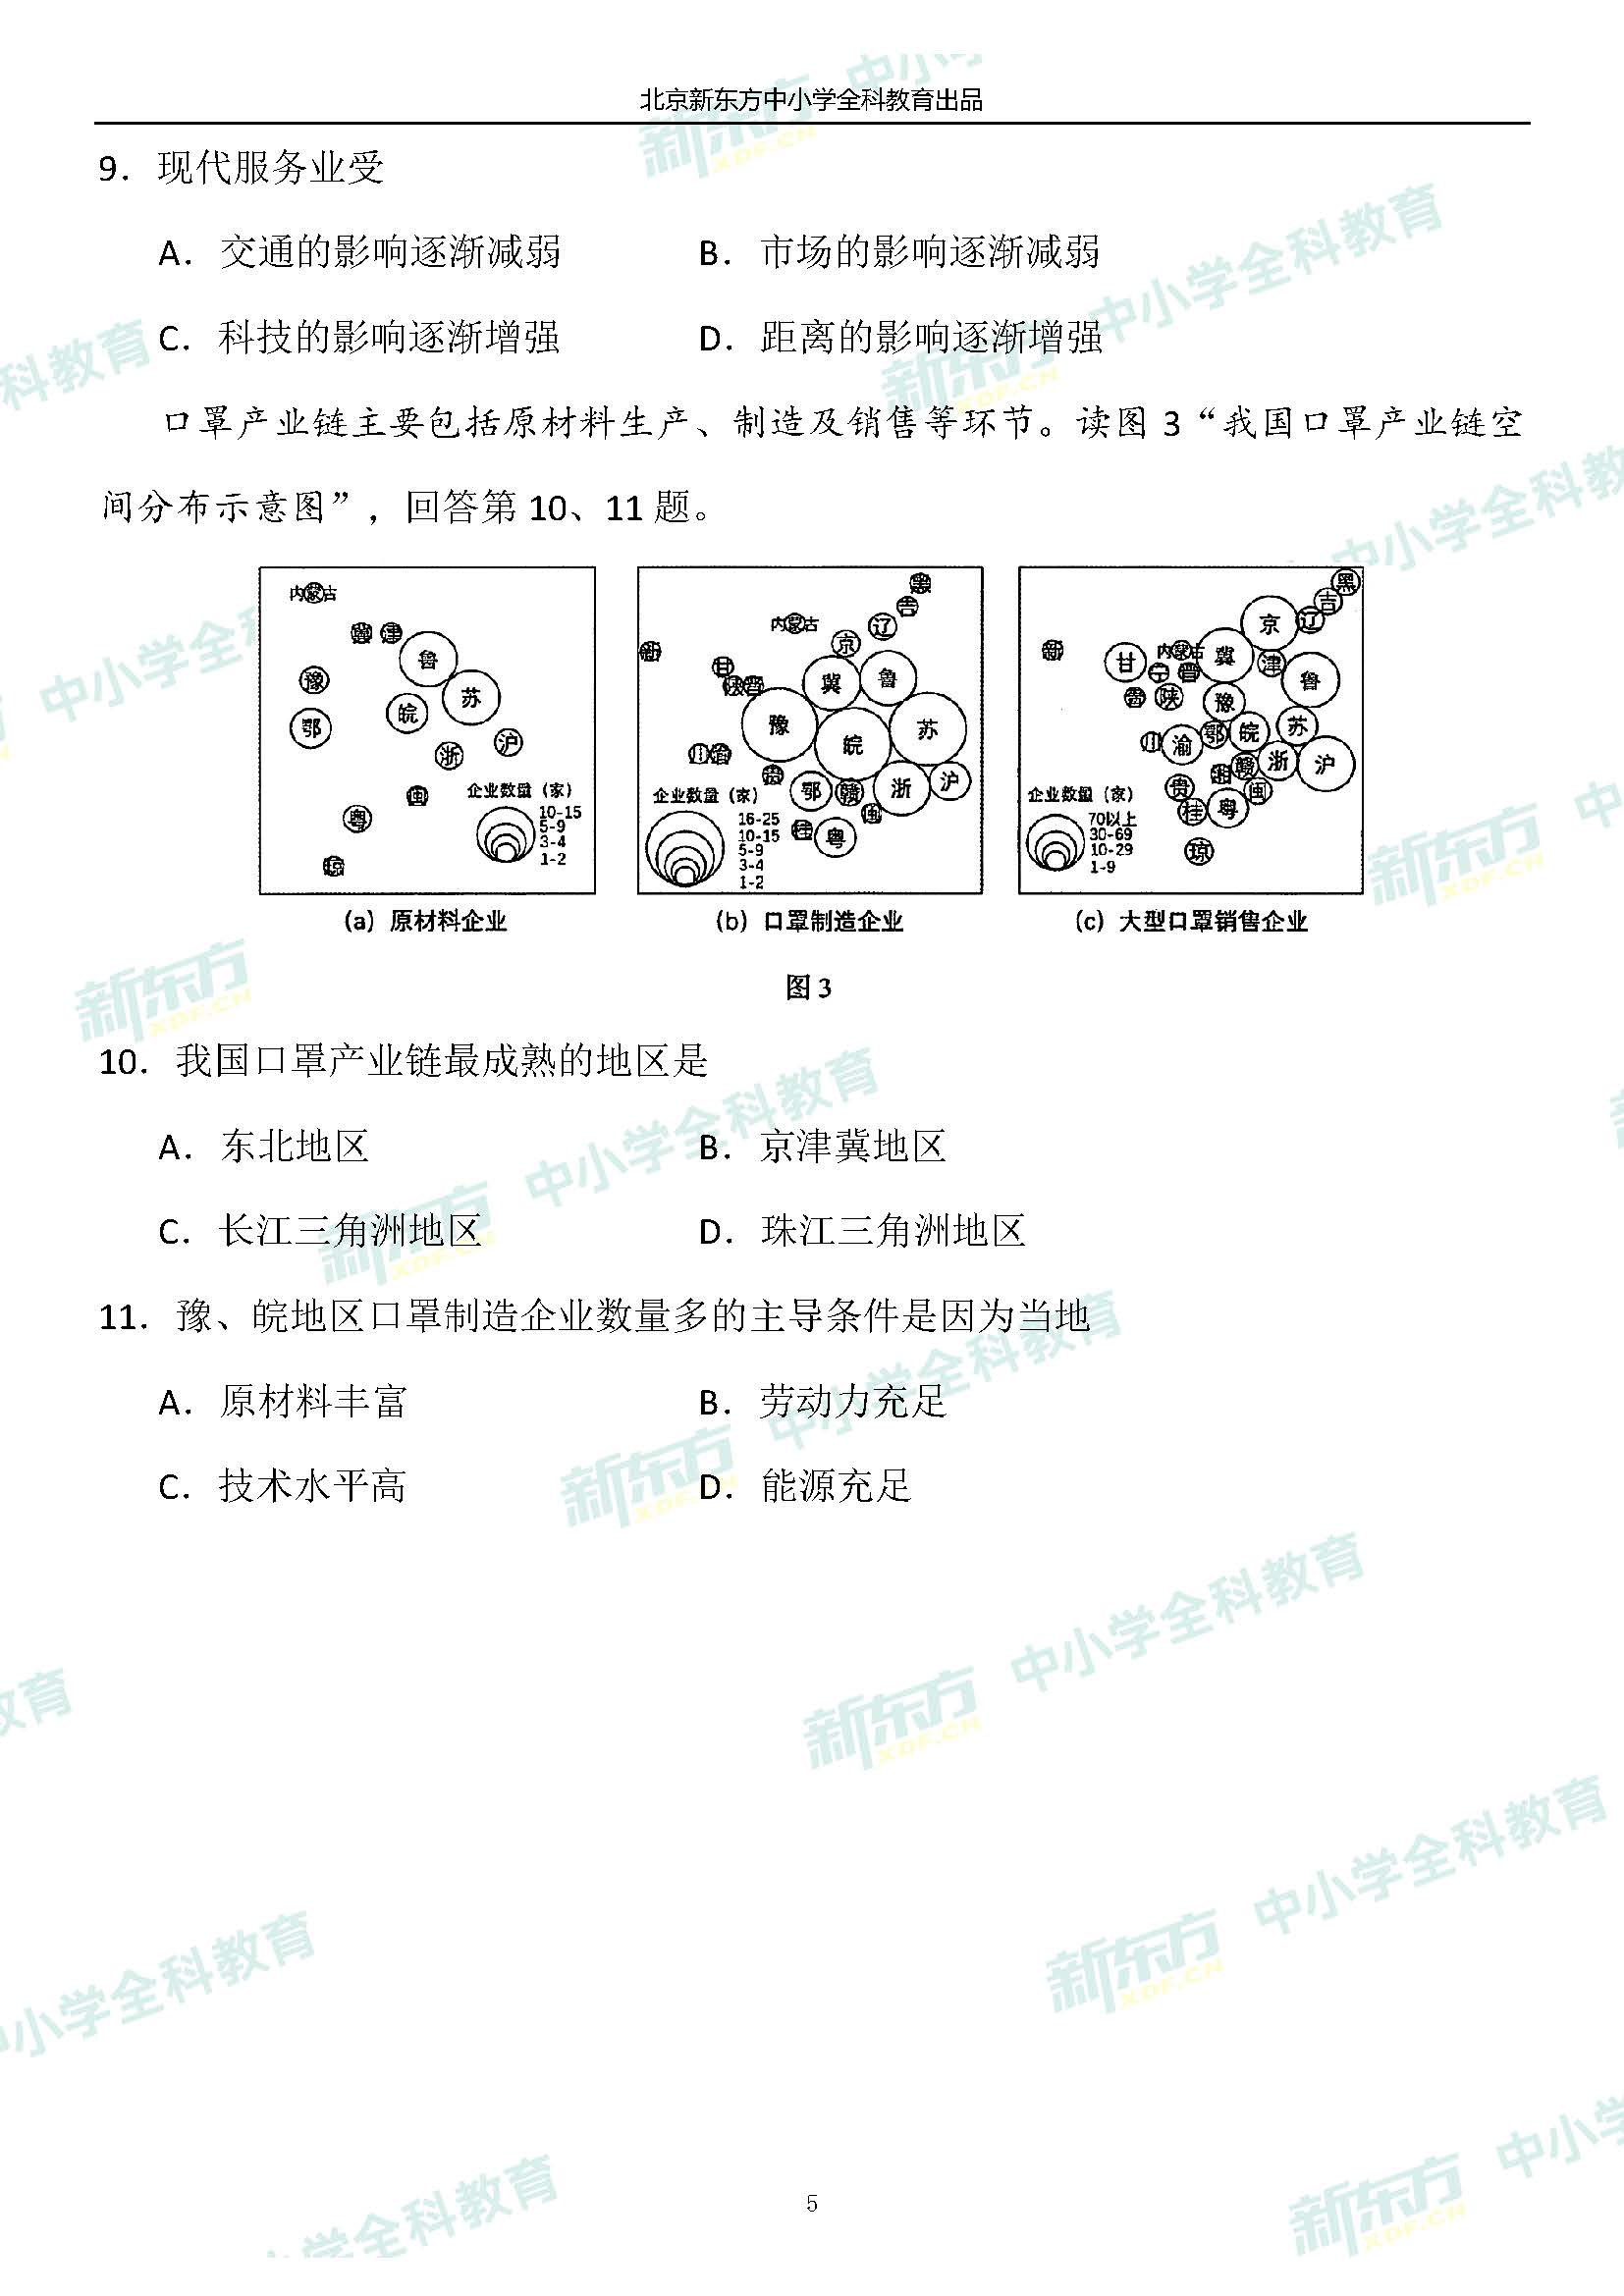 北京新东方中小学全科教育出品
9．现代服务业受
A．交通的影响逐渐减弱 B．市场的影响逐渐减弱
C．科技的影响逐渐增强 D．距离的影响逐渐增强
口罩产业链主要包括原材料生产、制造及销售等环节。读图 3“我国口罩产业链空
间分布示意图”，回答第 10、11 题。
内蒙古
冀 津
鲁
豫
苏
皖
鄂
浙 沪
闽
粤
琼
企业数量（家）
10-15
5-9
3-4
1-2
(a) 原材料企业
黑
吉
内蒙古 辽
京
新
甘
陕 晋
冀 鲁
豫 皖 苏
川 渝
贵 鄂 赣 浙 沪
闽
桂 粤
企业数量（家）
16-25
10-15
5-9
3-4
1-2
(b) 口罩制造企业
黑
吉
京 辽
新
甘 内蒙古 冀 津
宁 晋 鲁
青 陕 豫
川 渝 鄂 皖 苏
湘 赣 浙 沪
贵 闽
桂 粤
琼
企业数量（家）
70以上
30-69
10-29
1-9
(c) 大型口罩销售企业
图 3
10．我国口罩产业链最成熟的地区是
A．东北地区 B．京津冀地区
C．长江三角洲地区 D．珠江三角洲地区
11．豫、皖地区口罩制造企业数量多的主导条件是因为当地
A．原材料丰富 B．劳动力充足
C．技术水平高 D．能源充足
5
新东方 XDF.CN 中小学全科教育